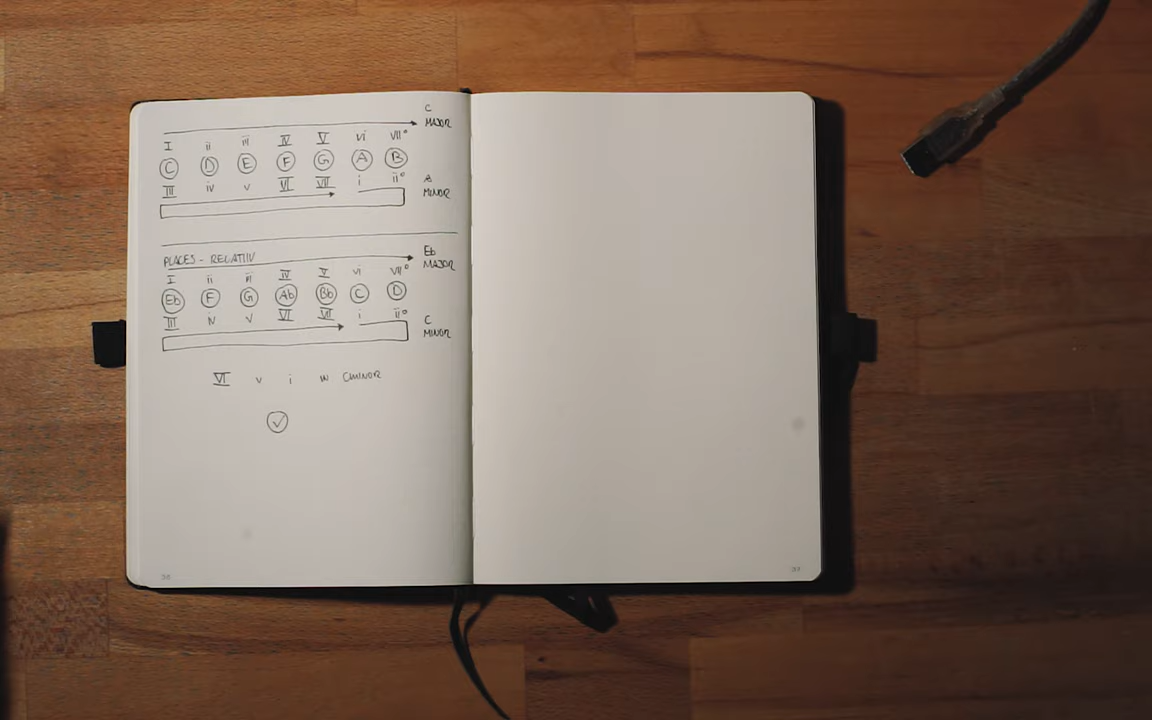 C
MAJOR
I ii iii IV V vi vii°
C D E F G A B
III iv v VI VII i ii°
A
MINOR
Eb
MAJOR
PLACES - RELATIV
I ii iii IV V vi vii°
Eb F G Ab Bb C D
III iv v VI VII i ii°
C
MINOR
VI v i IN CMINOR